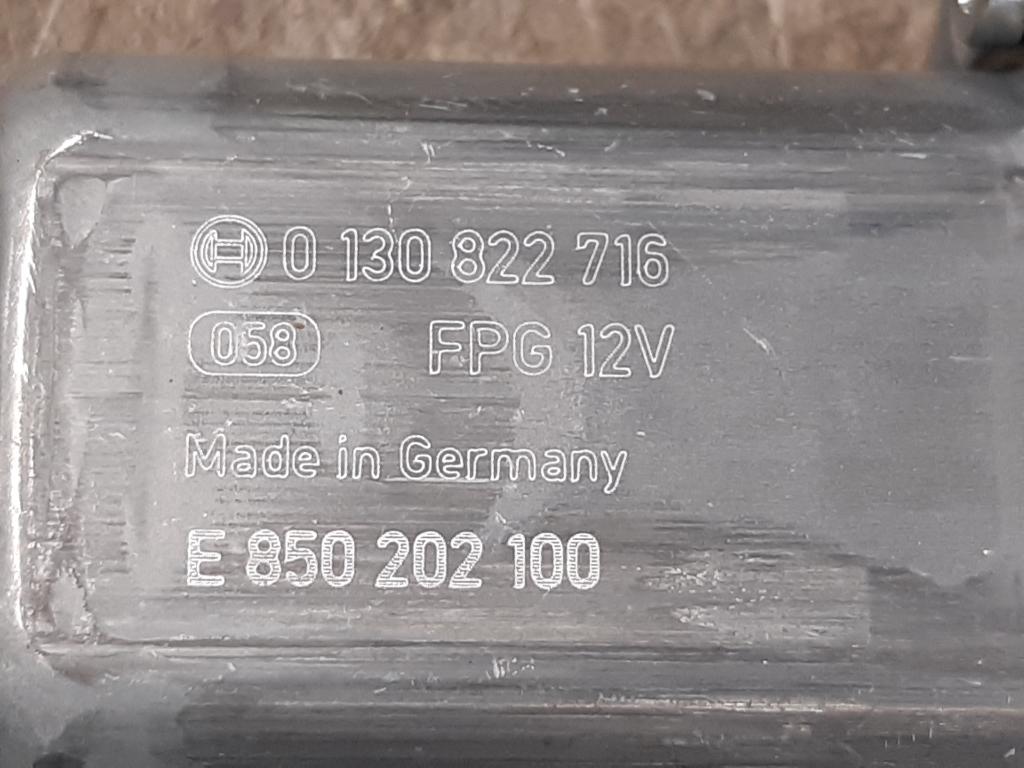 0 130 822 716
058 FPG 12V
Made in Germany
E 850 202 100